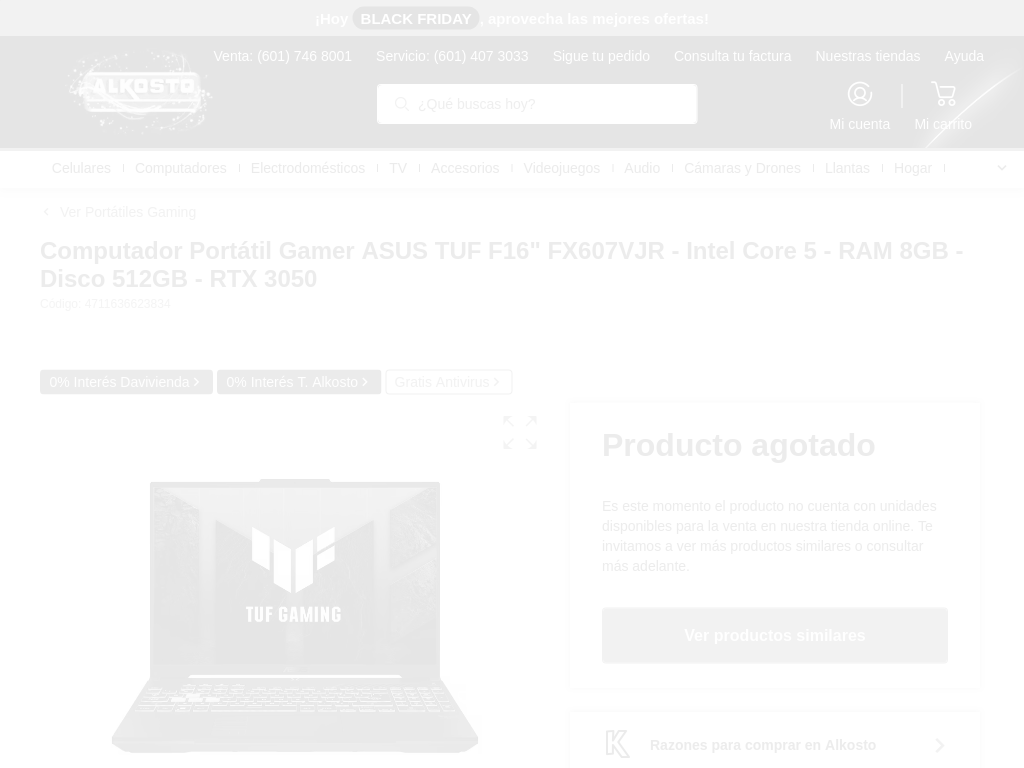 ¡Hoy BLACK FRIDAY, aprovecha las mejores ofertas!
Venta: (601) 746 8001 Servicio: (601) 407 3033 Sigue tu pedido Consulta tu factura Nuestras tiendas Ayuda
ALKOSTO
¿Qué buscas hoy?
Mi cuenta Mi carrito
Celulares Computadores Electrodomésticos TV Accesorios Videojuegos Audio Cámaras y Drones Llantas Hogar
Ver Portátiles Gaming
Computador Portátil Gamer ASUS TUF F16" FX607VJR - Intel Core 5 - RAM 8GB -
Disco 512GB - RTX 3050
Código: 4711636623834
0% Interés Davivienda 0% Interés T. Alkosto Gratis Antivirus
TUF GAMING
Producto agotado
Es este momento el producto no cuenta con unidades
disponibles para la venta en nuestra tienda online. Te
invitamos a ver más productos similares o consultar
más adelante.
Ver productos similares
K Razones para comprar en Alkosto